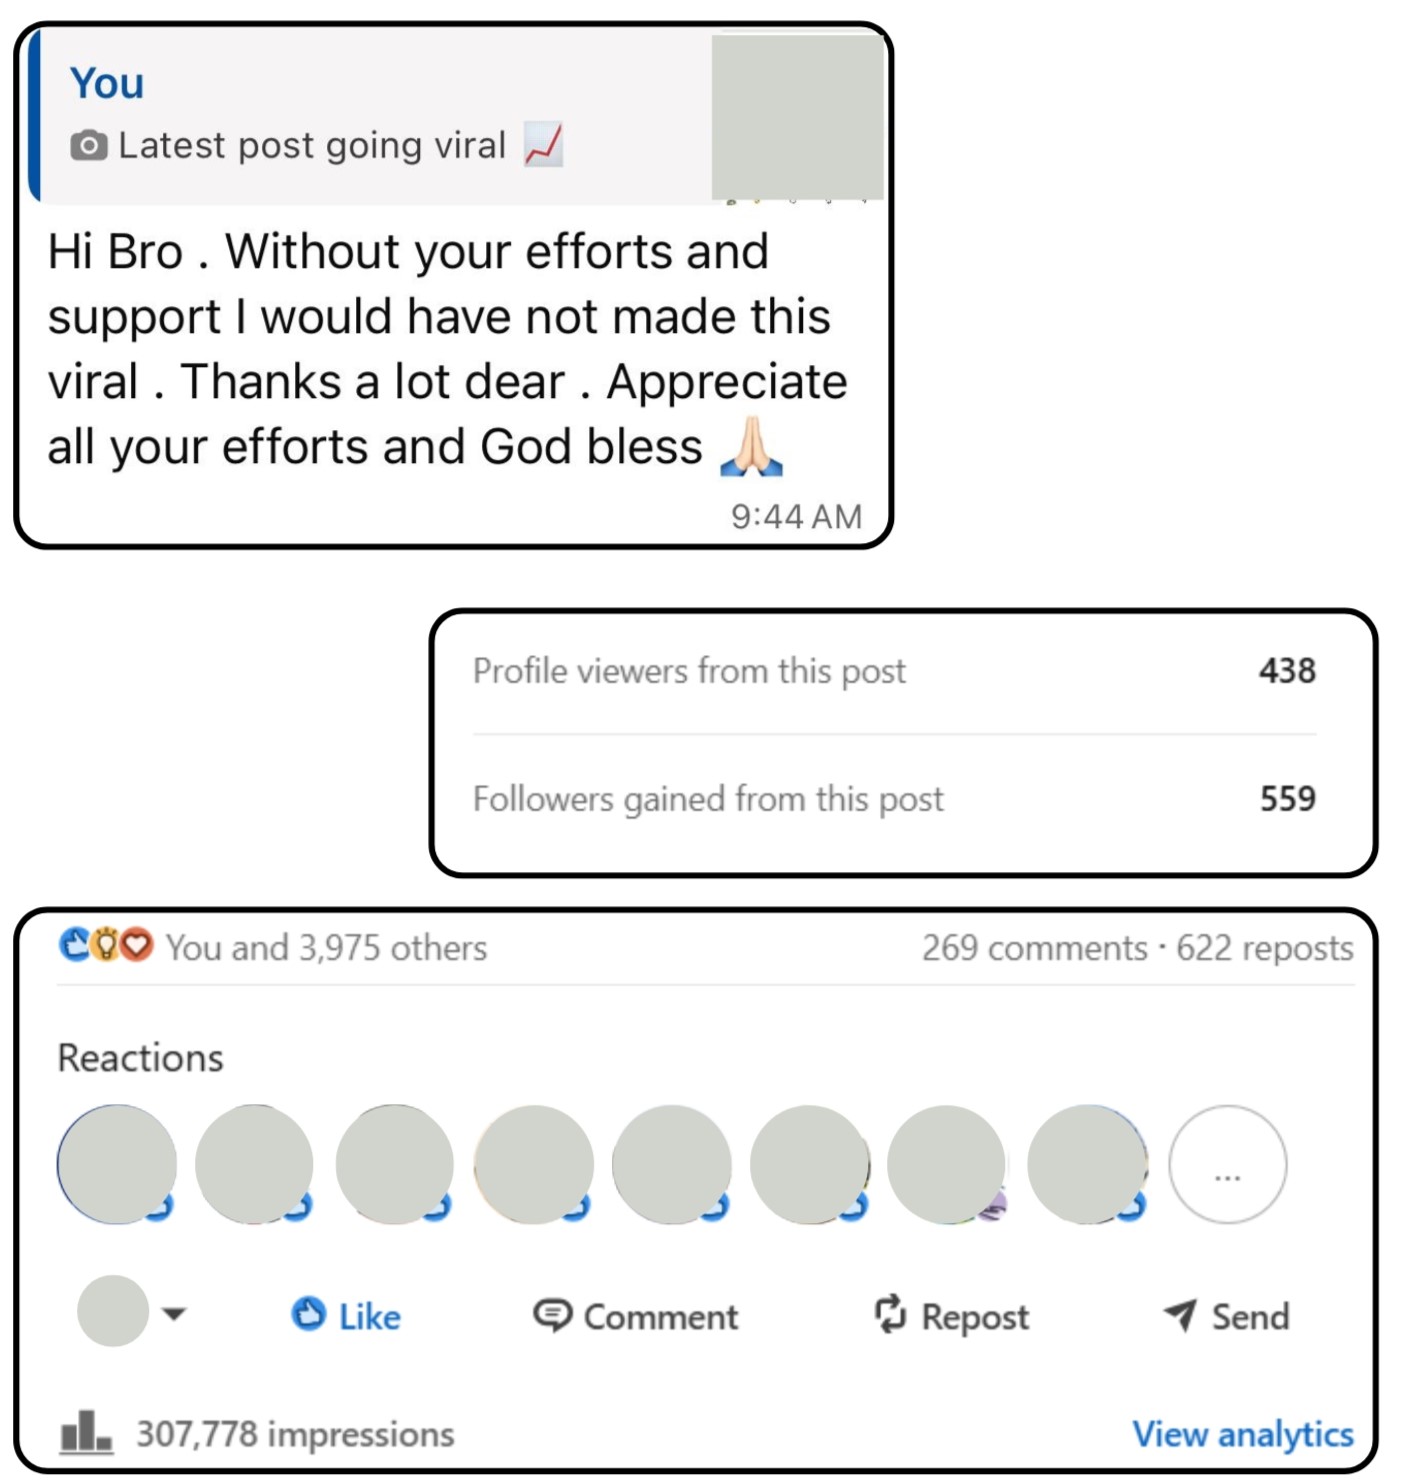 You
Latest post going viral
Hi Bro . Without your efforts and
support I would have not made this
viral . Thanks a lot dear . Appreciate
all your efforts and God bless 🙏🏻
9:44 AM
Profile viewers from this post 438
Followers gained from this post 559
You and 3,975 others 269 comments · 622 reposts
Reactions
...
Like Comment Repost Send
307,778 impressions View analytics